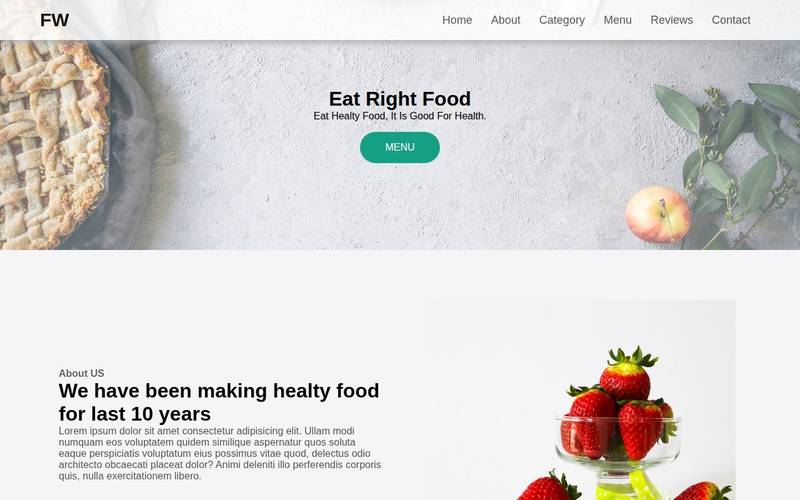 FW
Home About Category Menu Reviews Contact
Eat Right Food
Eat Healty Food, It Is Good For Health.
MENU
About US
We have been making healty food
for last 10 years
Lorem ipsum dolor sit amet consectetur adipisicing elit. Ullam modi
numquam eos voluptatem quidem similique aspernatur quos soluta
eaque perspiciatis voluptatum eius possimus vitae quod, delectus odio
architecto obcaecati placeat dolor? Animi deleniti illo perferendis corporis
quis, nulla exercitationem libero.